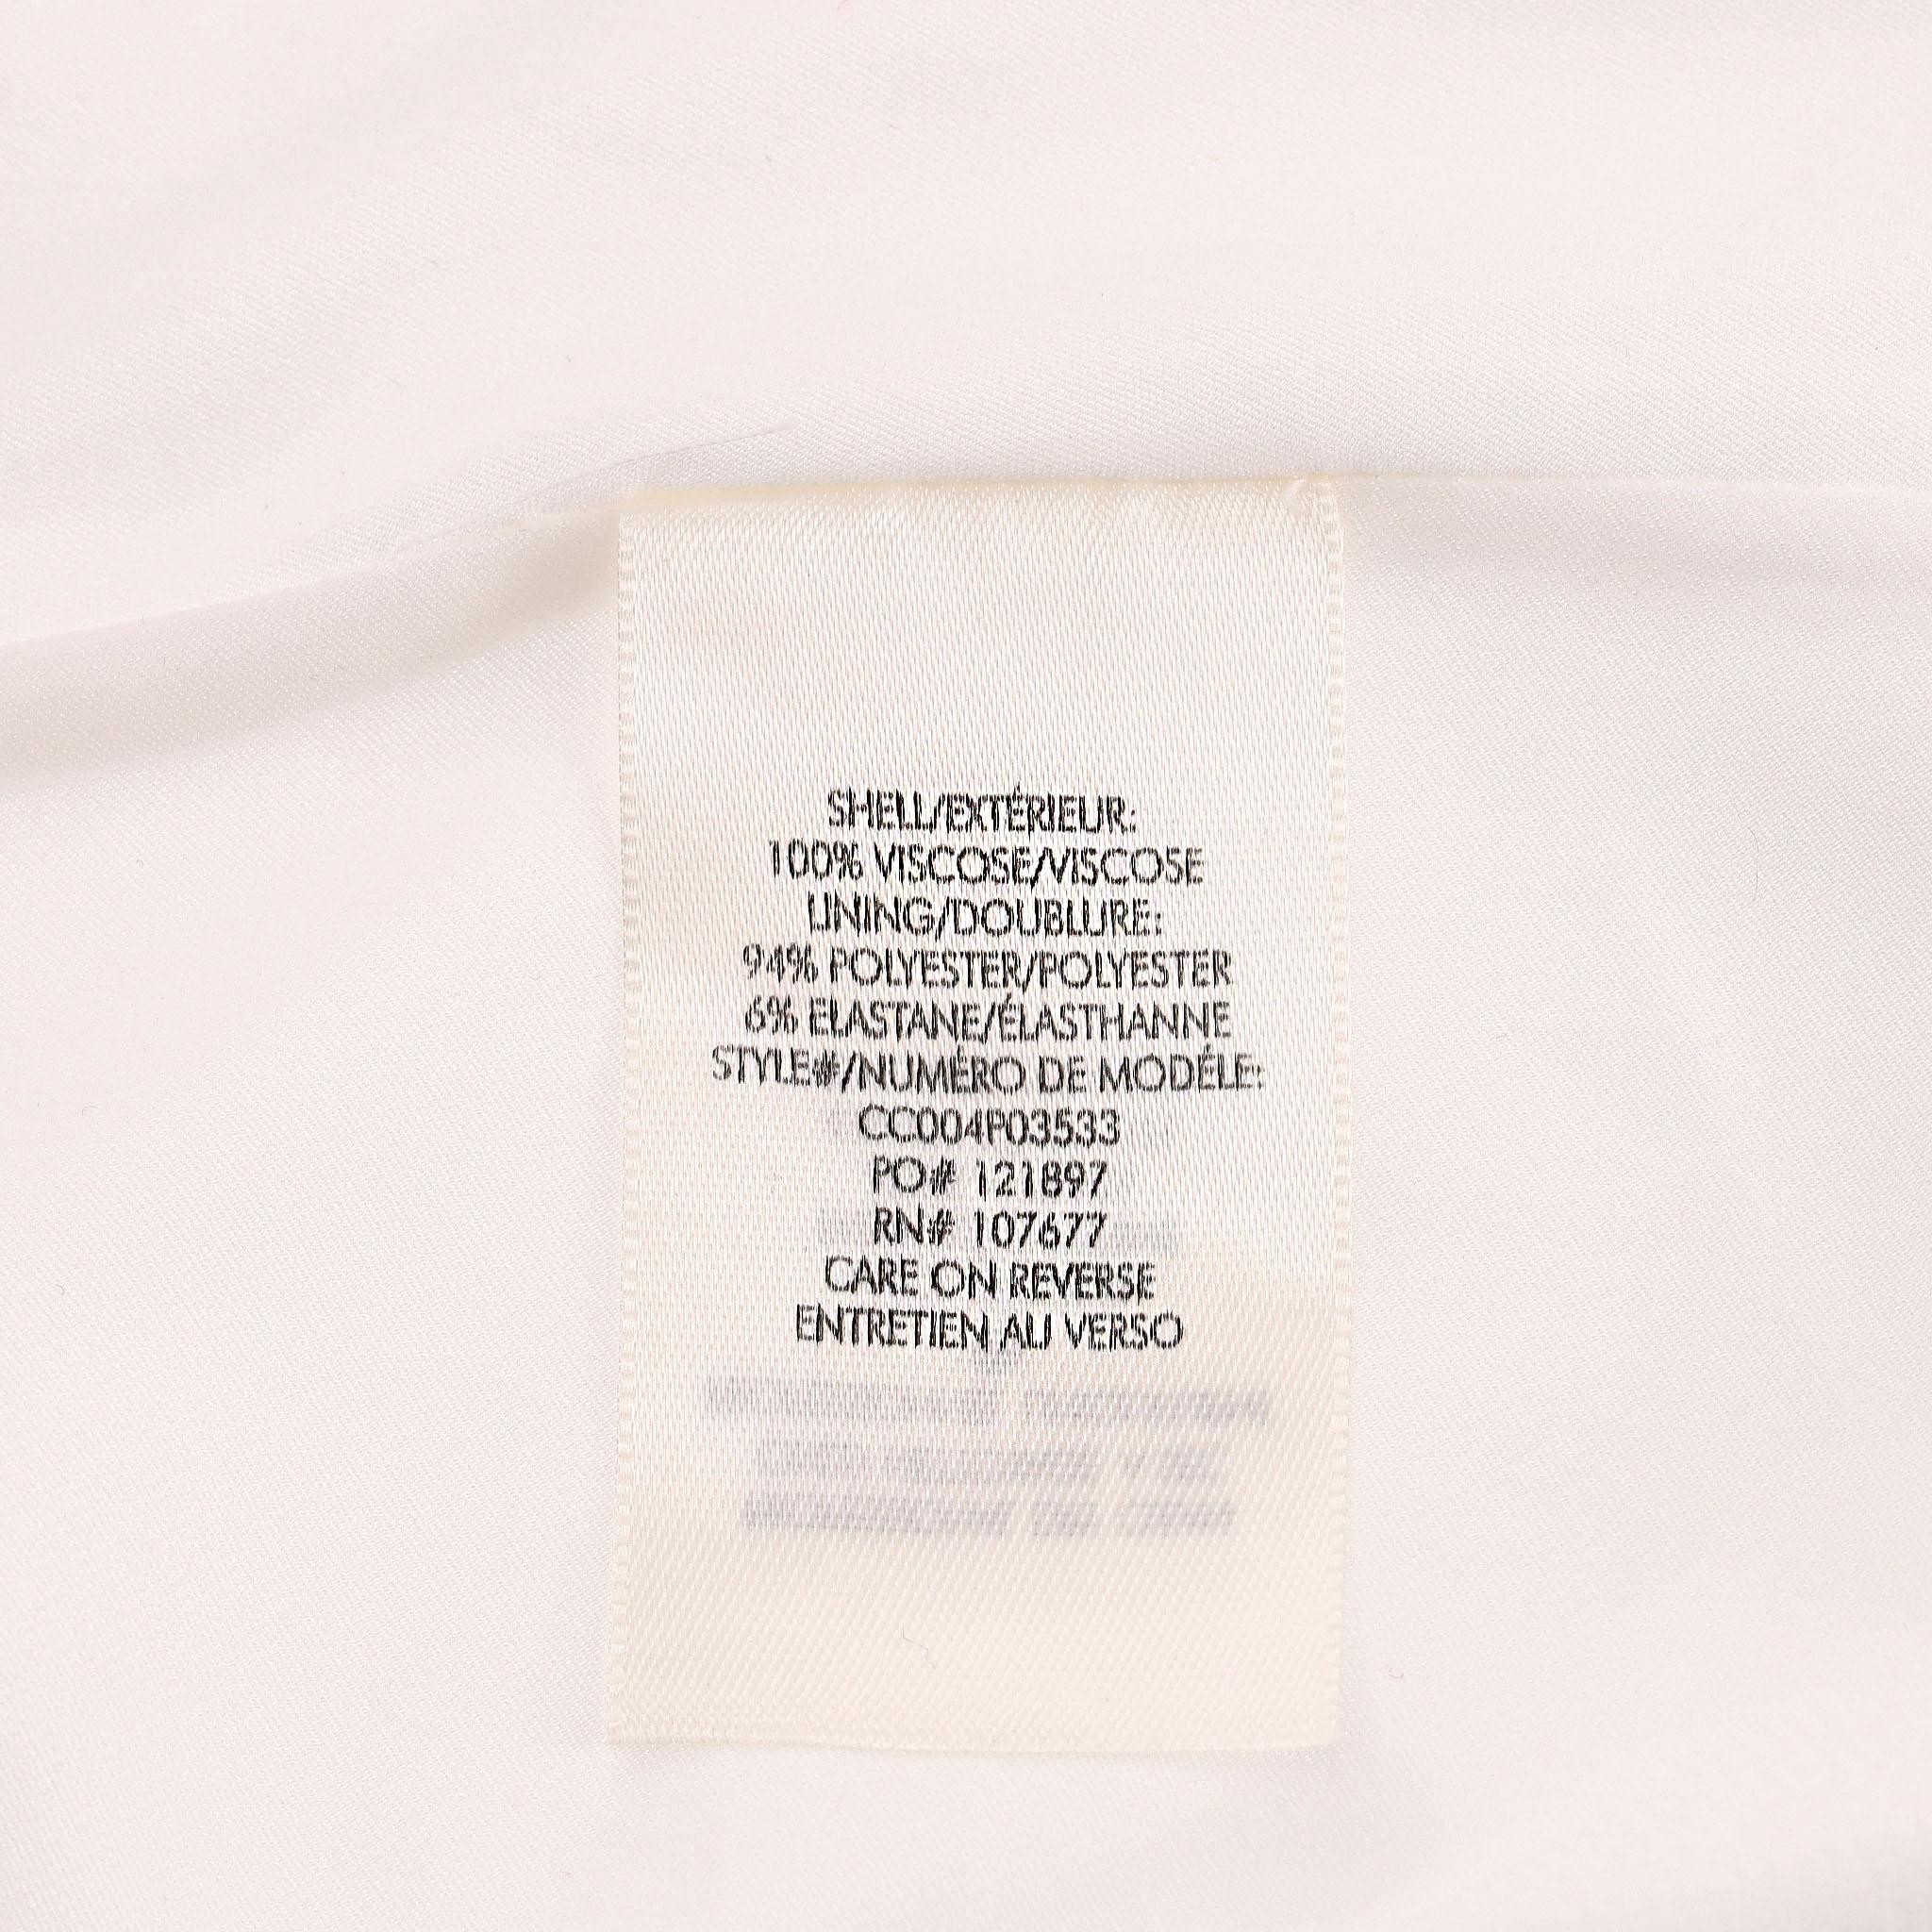 SHELL/EXTÉRIEUR:
100% VISCOSE/VISCOSE
LINING/DOUBLURE:
94% POLYESTER/POLYESTER
6% ELASTANE/ÉLASTHANNE
STYLE#/NUMÉRO DE MODÉLE:
CC004P03533
PO# 121897
RN# 107677
CARE ON REVERSE
ENTRETIEN AU VERSO